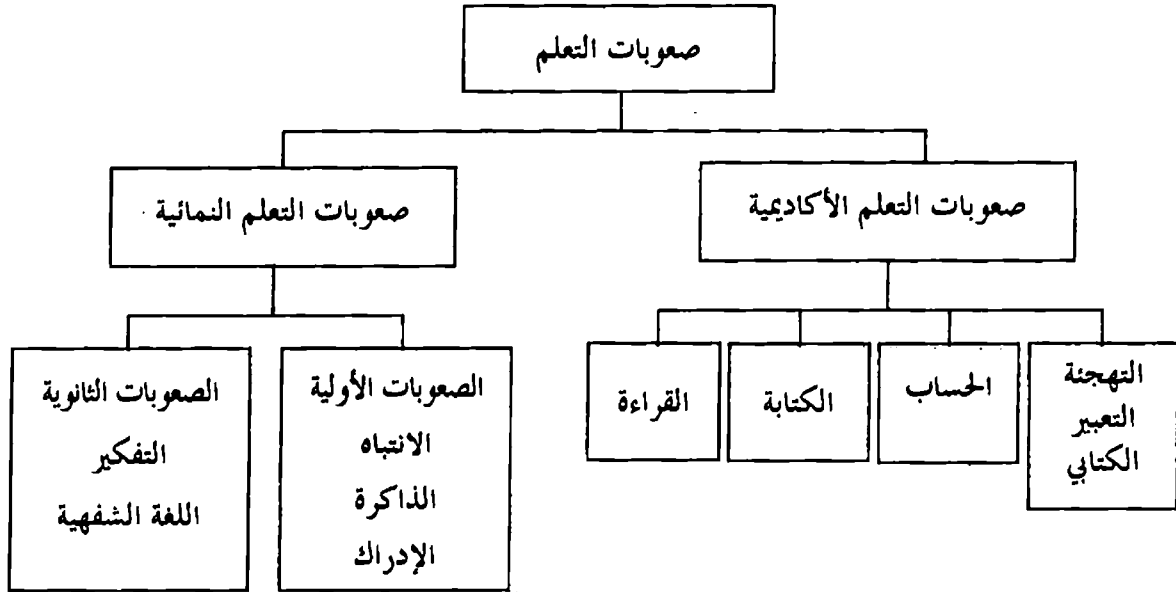 صعوبات التعلم
صعوبات التعلم الأكاديمية
صعوبات التعلم النمائية
التهجئة
التعبير
الكتابي
الحساب
الكتابة
القراءة
الصعوبات الأولية
الانتباه
الذاكرة
الإدراك
الصعوبات الثانوية
التفكير
اللغة الشفهية